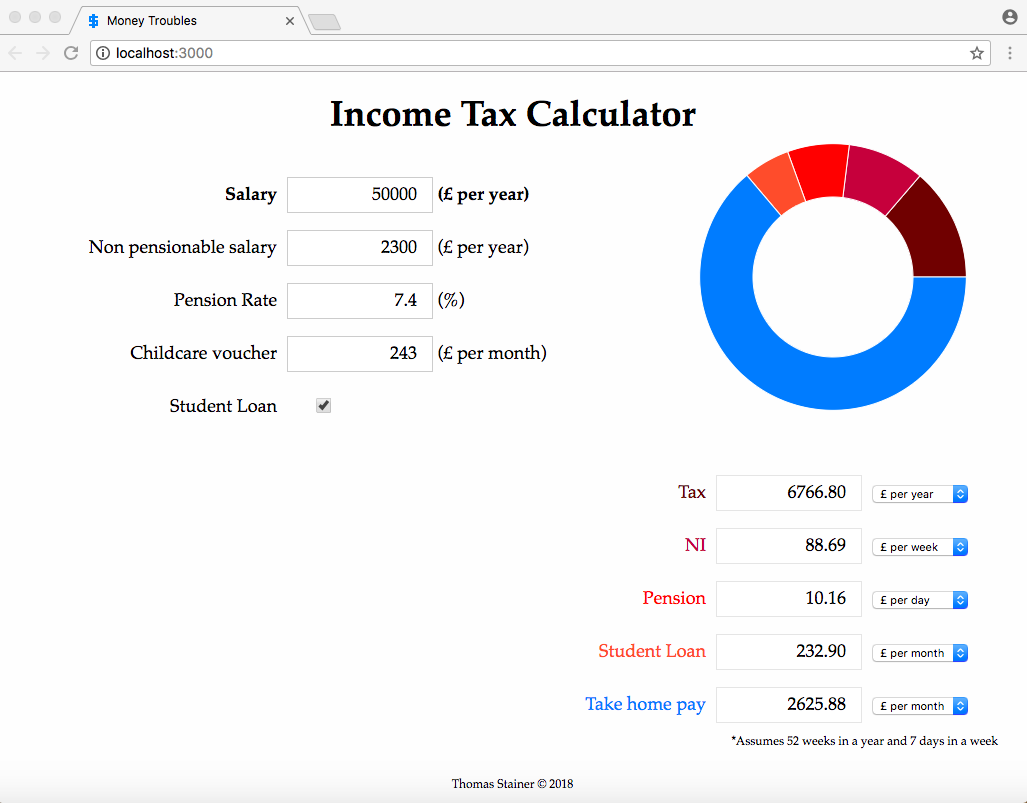 Money Troubles
localhost:3000
Income Tax Calculator
Salary 50000 (£ per year)
Non pensionable salary 2300 (£ per year)
Pension Rate 7.4 (%)
Childcare voucher 243 (£ per month)
Student Loan
Tax 6766.80 £ per year
NI 88.69 £ per week
Pension 10.16 £ per day
Student Loan 232.90 £ per month
Take home pay 2625.88 £ per month
*Assumes 52 weeks in a year and 7 days in a week
Thomas Stainer © 2018